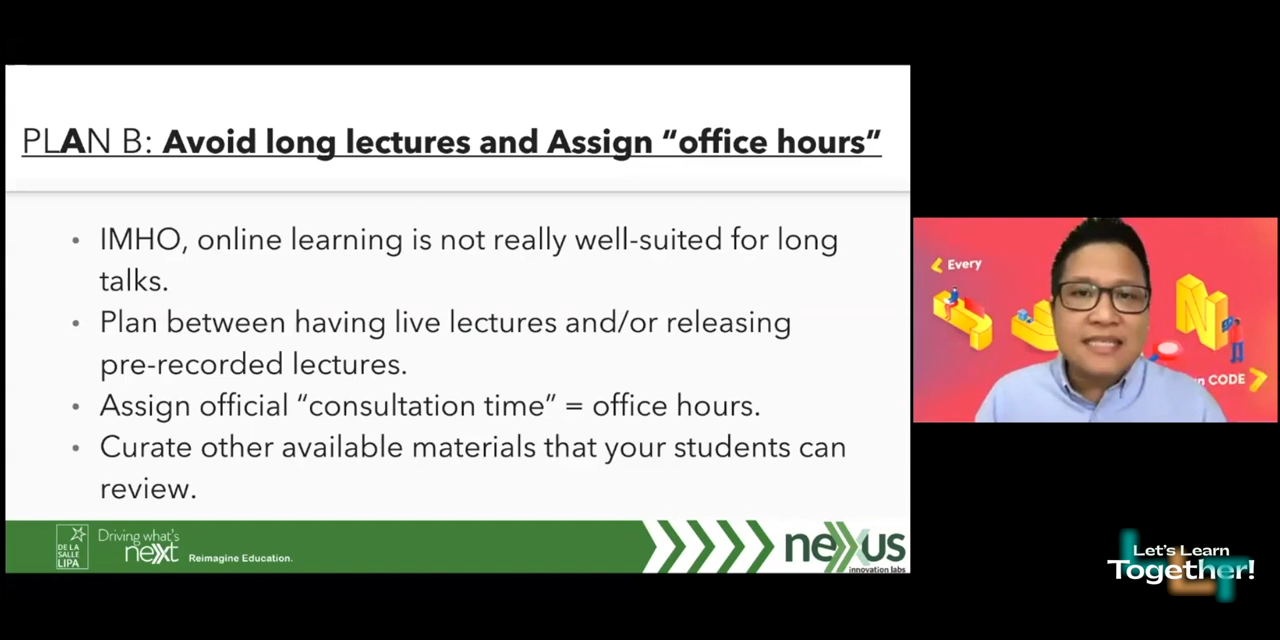 PLAN B: Avoid long lectures and Assign “office hours”
• IMHO, online learning is not really well-suited for long
talks.
• Plan between having live lectures and/or releasing
pre-recorded lectures.
• Assign official “consultation time” = office hours.
• Curate other available materials that your students can
review.
DE LA
SALLE
LIPA
Driving what's
next
Reimagine Education.
nexus
innovation labs
Every
CODE
Let's Learn
Together!